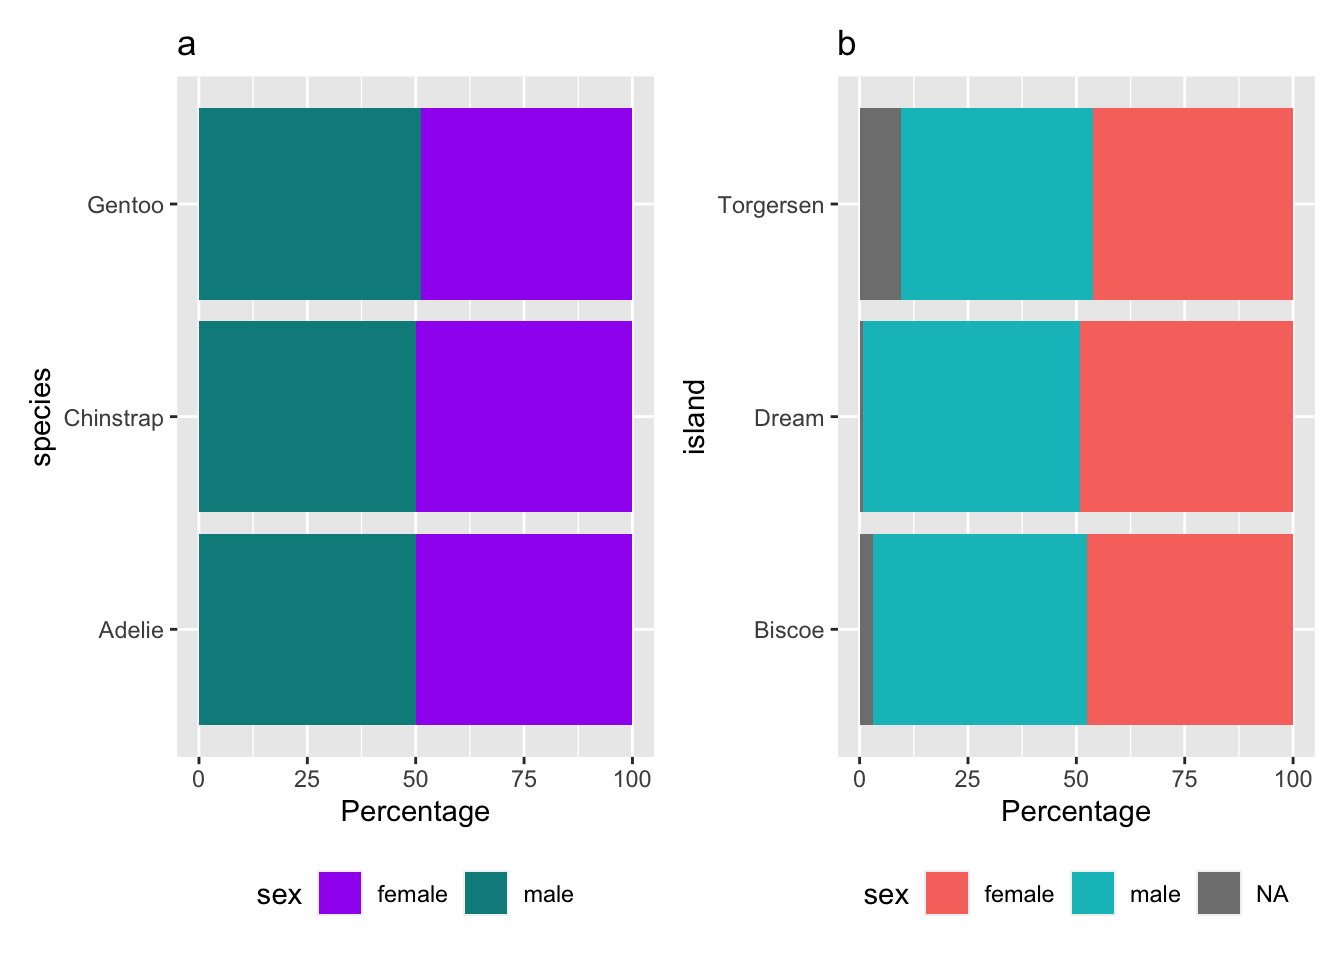 a
species
Gentoo
Chinstrap
Adelie
0 25 50 75 100
Percentage
sex female male
b
island
Torgersen
Dream
Biscoe
0 25 50 75 100
Percentage
sex female male NA